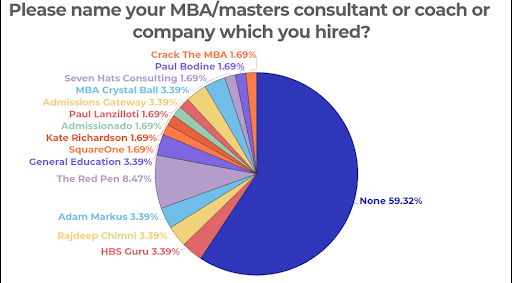 Please name your MBA/masters consultant or coach or
company which you hired?
Crack The MBA 1.69%
Paul Bodine 1.69%
Seven Hats Consulting 1.69%
MBA Crystal Ball 3.39%
Admissions Gateway 3.39%
Paul Lanzilloti 1.69%
Admissionado 1.69%
Kate Richardson 1.69%
SquareOne 1.69%
General Education 3.39%
The Red Pen 8.47%
None 59.32%
Adam Markus 3.39%
Rajdeep Chimni 3.39%
HBS Guru 3.39%